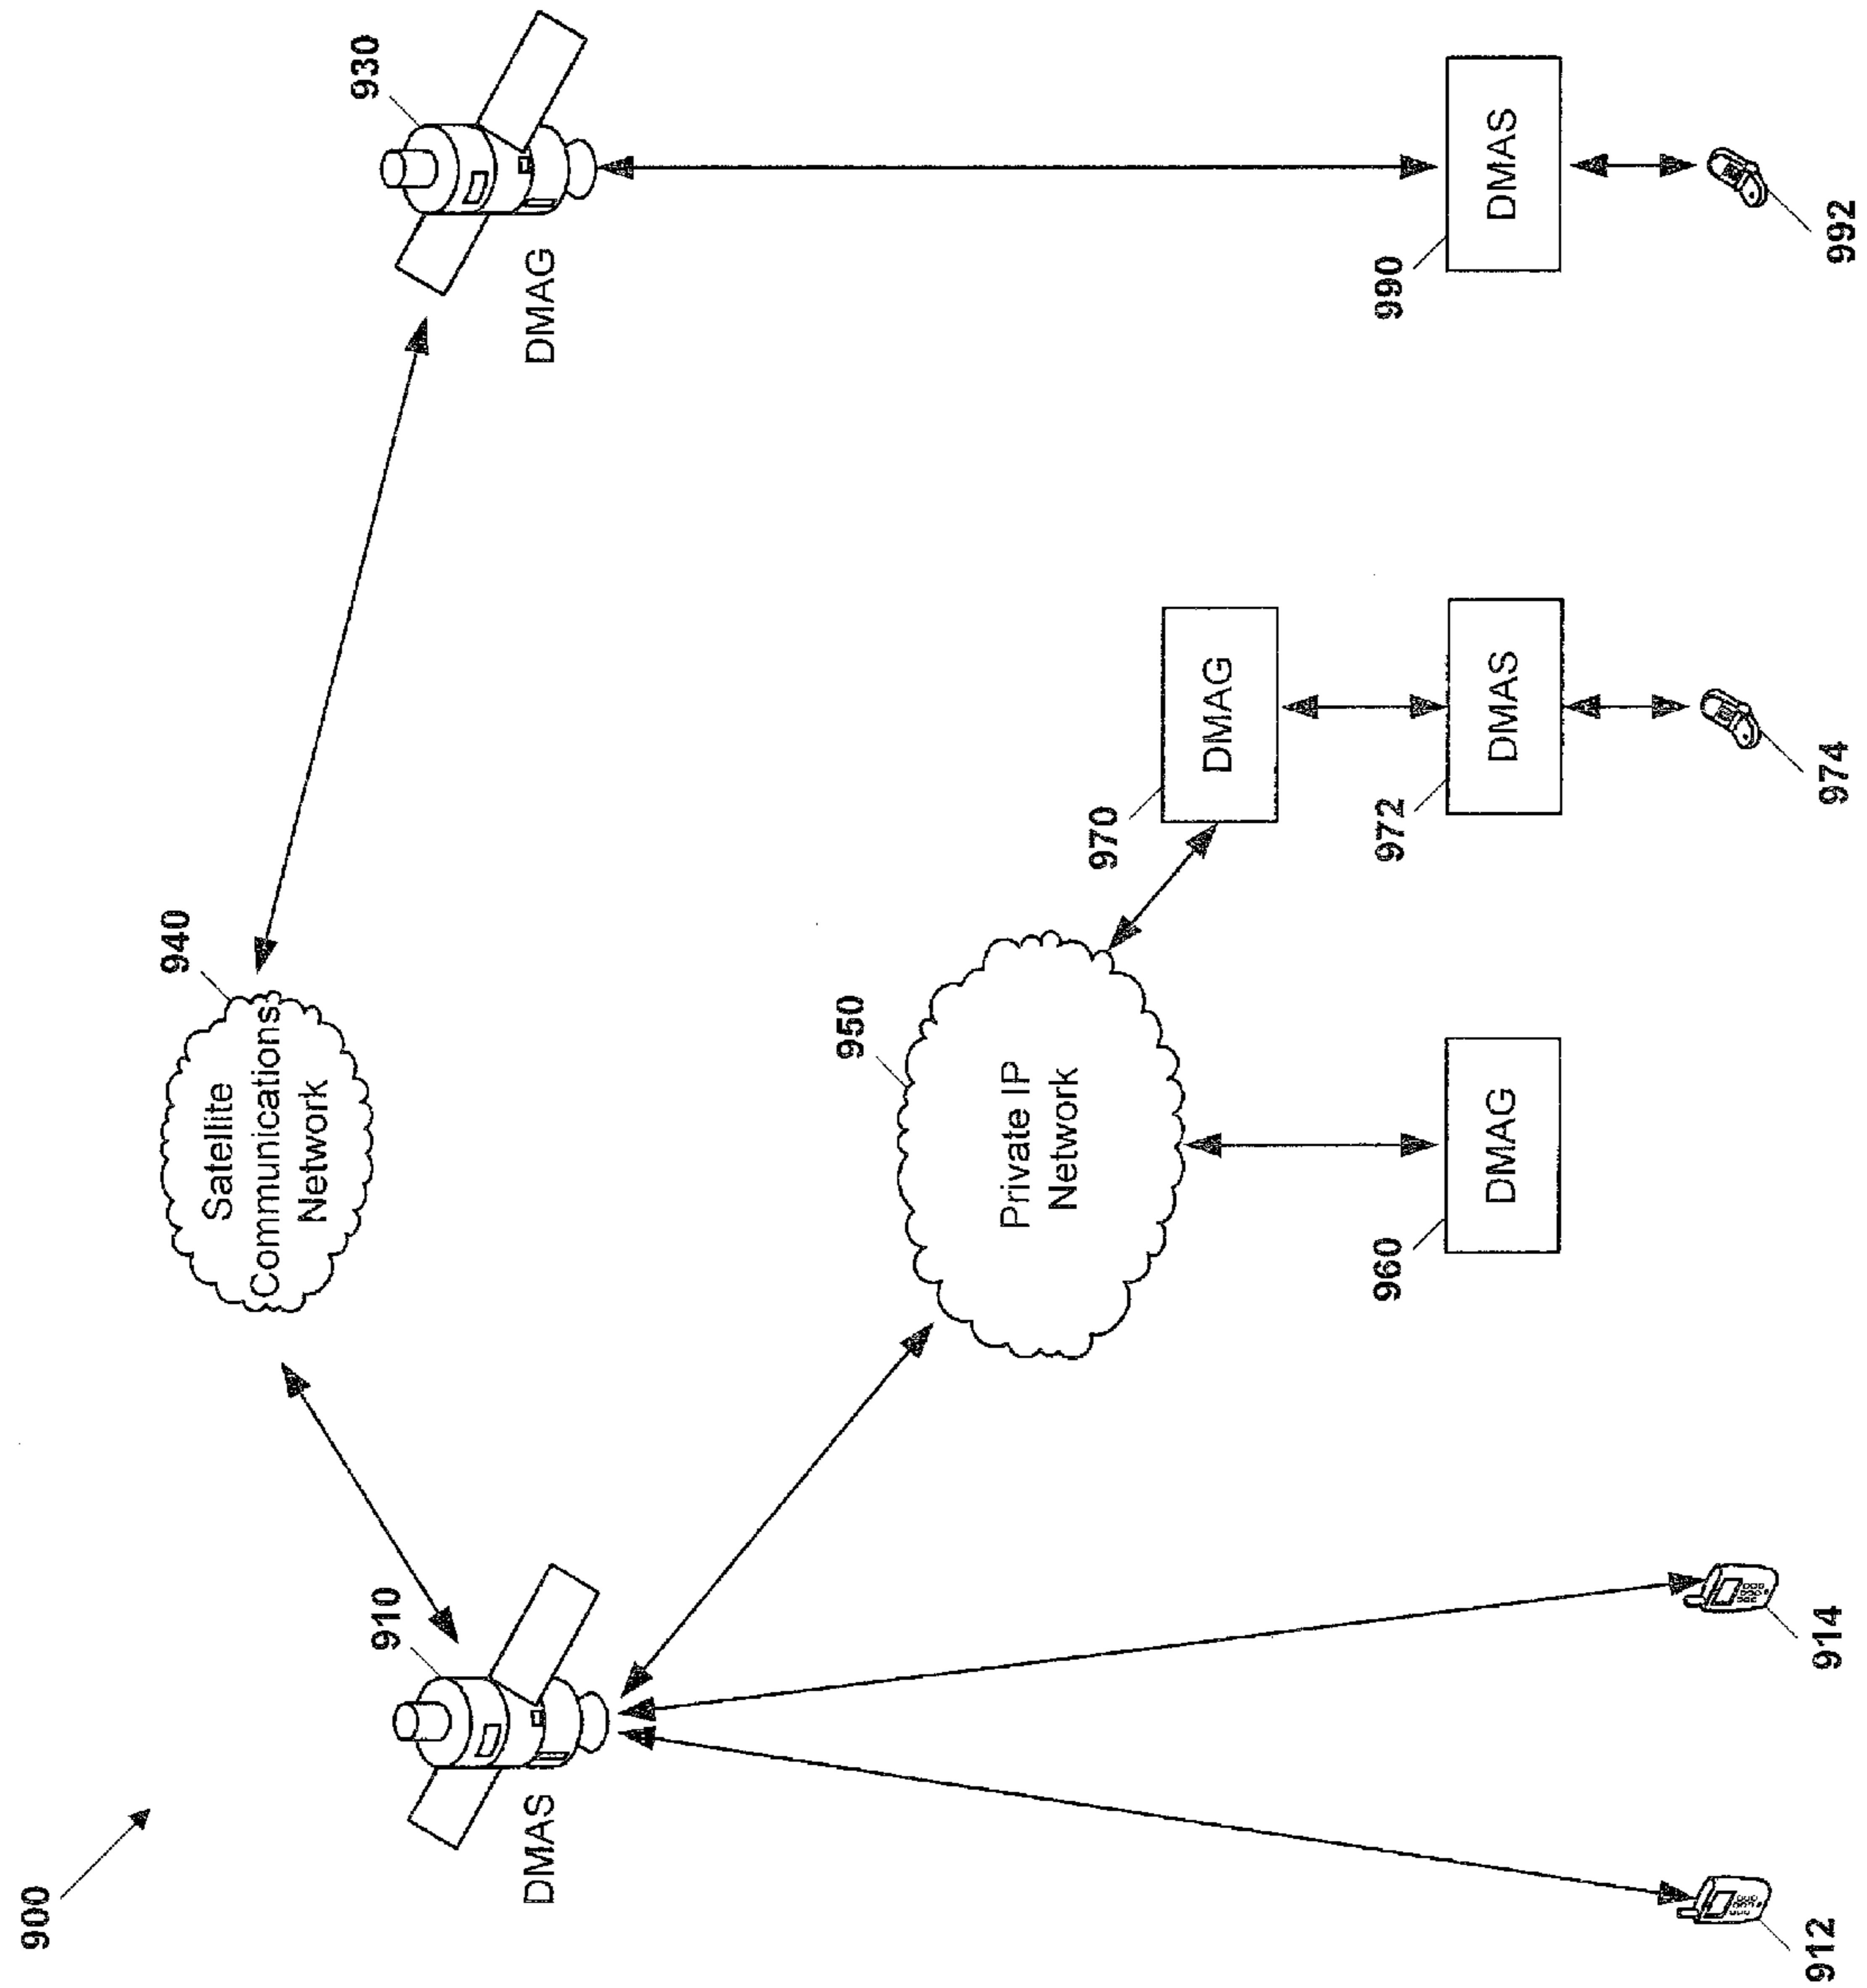 900
940
Satellite
Communications
Network
910
DMAS
930
DMAG
950
Private IP
Network
970
DMAG
960
DMAG
972
DMAS
990
DMAS
912
914
974
992